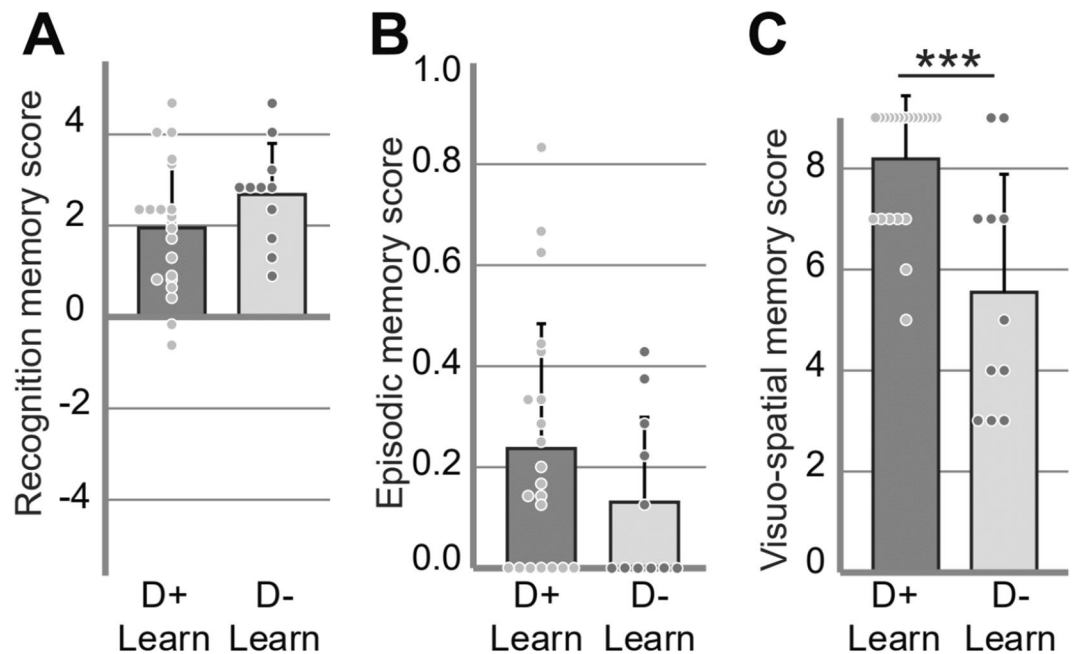 A
Recognition memory score
4
2
0
-2
-4
D+
Learn
D-
Learn
B
Episodic memory score
1.0
0.8
0.6
0.4
0.2
0.0
D+
Learn
D-
Learn
C
***
Visuo-spatial memory score
8
6
4
2
0
D+
Learn
D-
Learn